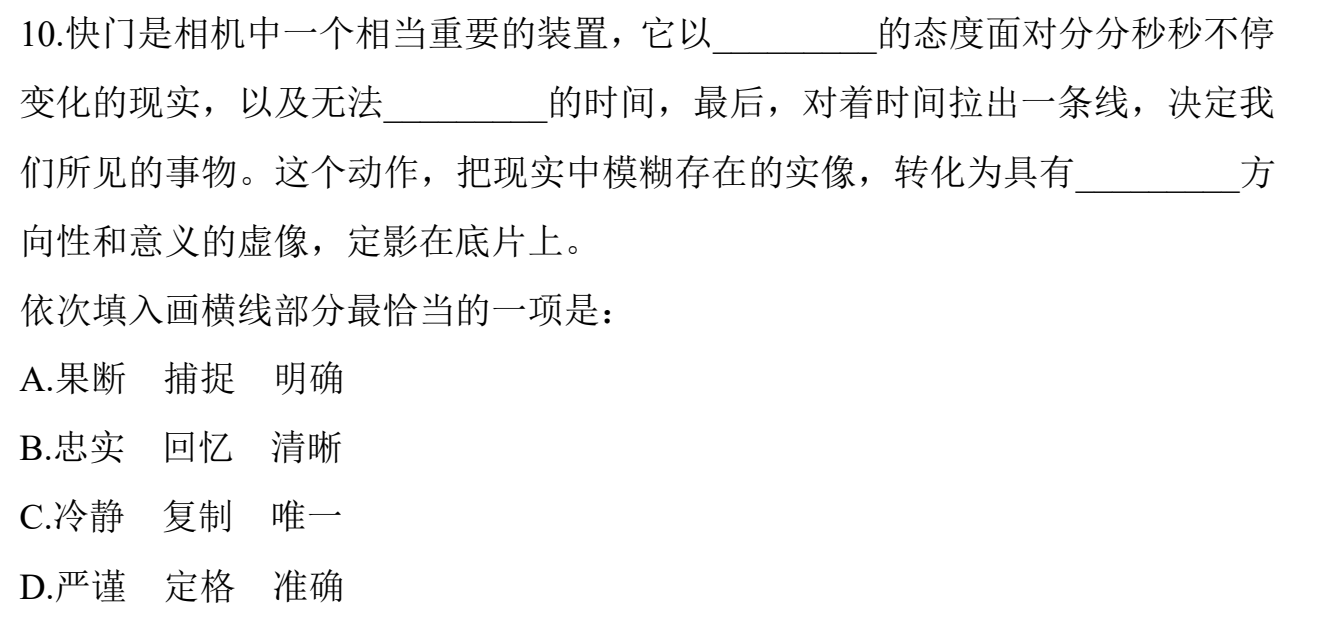 10.快门是相机中一个相当重要的装置，它以_________的态度面对分分秒秒不停
变化的现实，以及无法_________的时间，最后，对着时间拉出一条线，决定我
们所见的事物。这个动作，把现实中模糊存在的实像，转化为具有_________方
向性和意义的虚像，定影在底片上。
依次填入画横线部分最恰当的一项是：
A.果断 捕捉 明确
B.忠实 回忆 清晰
C.冷静 复制 唯一
D.严谨 定格 准确